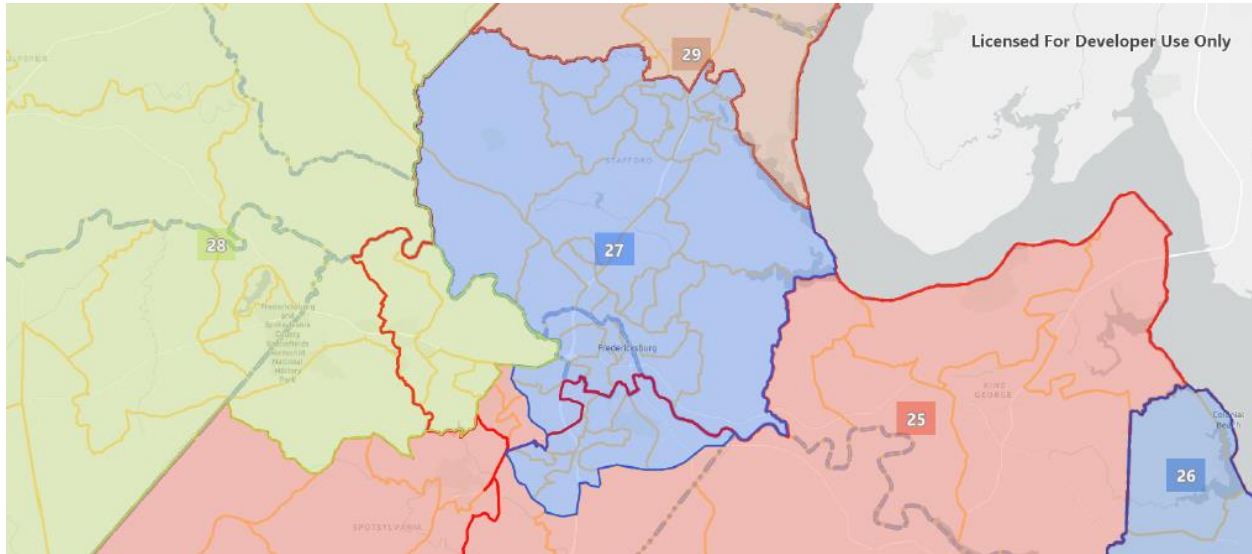 29
Licensed For Developer Use Only
STAFFORD
28
27
Fredericksburg
and
Spotsylvania
County
Battlefields
Memorial
National
Military
Park
Fredericksburg
KING
GEORGE
25
Colonial
Beach
26
SPOTSYLVANIA